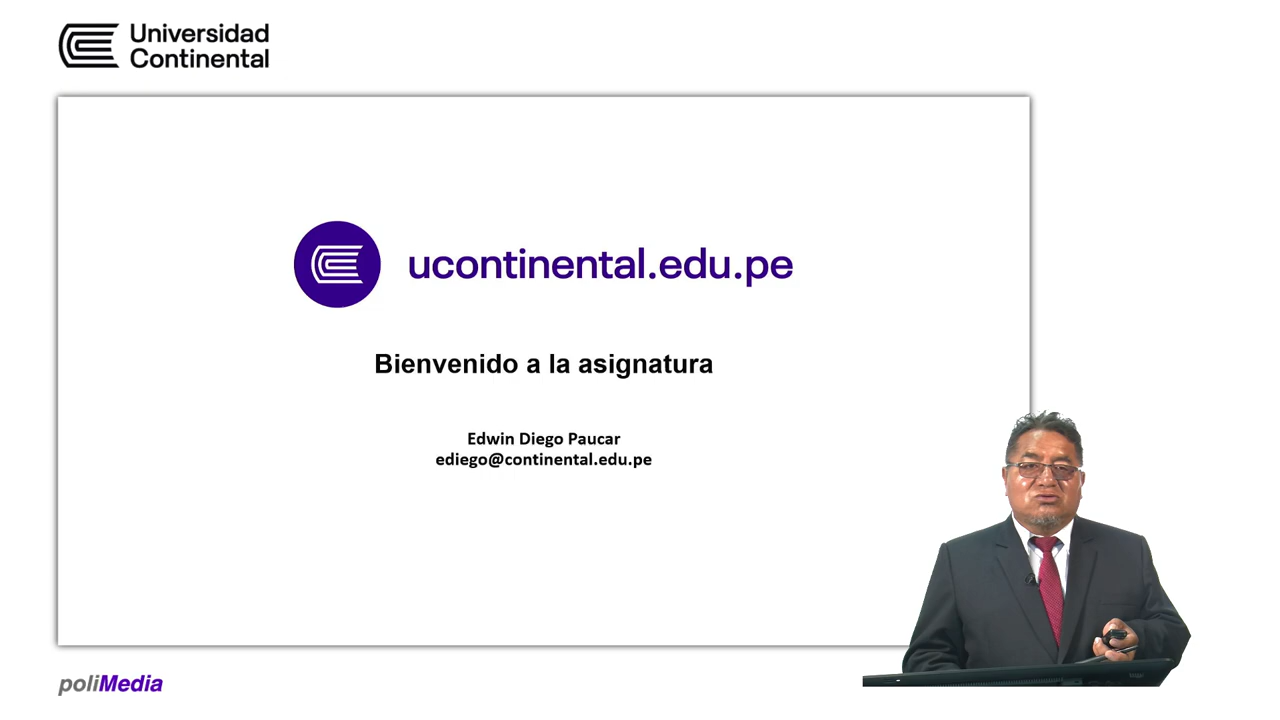 Universidad
Continental
ucontinental.edu.pe
Bienvenido a la asignatura
Edwin Diego Paucar
ediego@continental.edu.pe
poliMedia